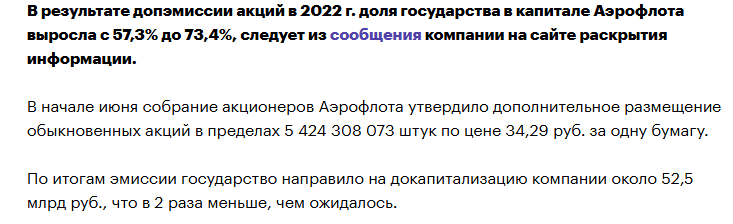 В результате допэмиссии акций в 2022 г. доля государства в капитале Аэрофлота
выросла с 57,3% до 73,4%, следует из сообщения компании на сайте раскрытия
информации.
В начале июня собрание акционеров Аэрофлота утвердило дополнительное размещение
обыкновенных акций в пределах 5 424 308 073 штук по цене 34,29 руб. за одну бумагу.
По итогам эмиссии государство направило на докапитализацию компании около 52,5
млрд руб., что в 2 раза меньше, чем ожидалось.